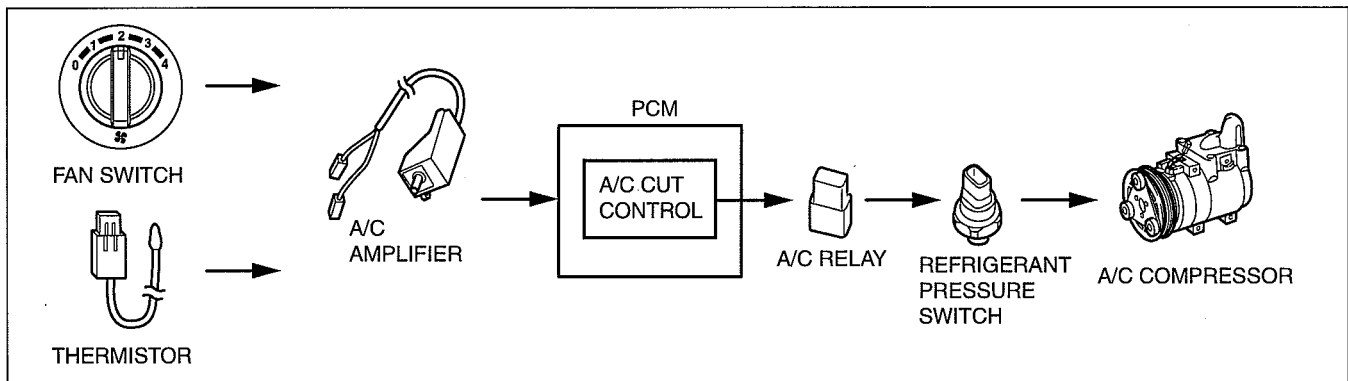 0 1 2 3 4
FAN SWITCH
THERMISTOR
A/C
AMPLIFIER
PCM
A/C CUT
CONTROL
A/C RELAY
REFRIGERANT
PRESSURE
SWITCH
A/C COMPRESSOR